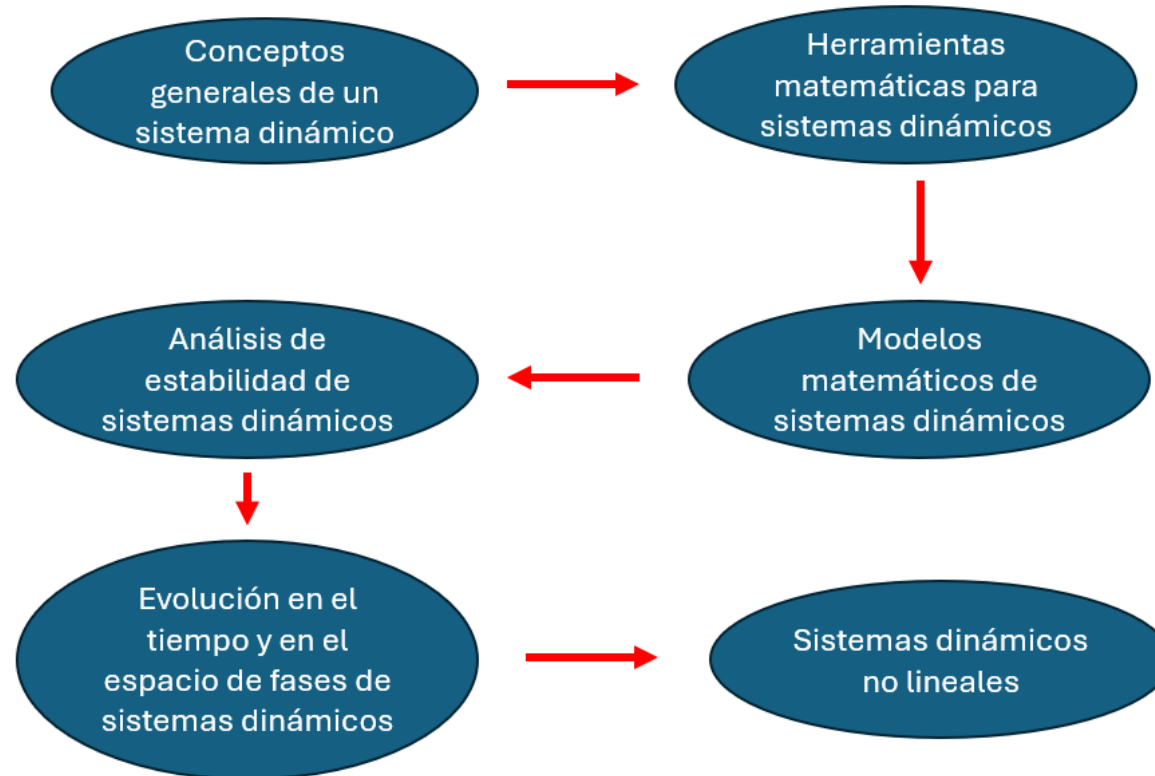 Conceptos
generales de un
sistema dinámico
Herramientas
matemáticas para
sistemas dinámicos
Modelos
matemáticos de
sistemas dinámicos
Análisis de
estabilidad de
sistemas dinámicos
Evolución en el
tiempo y en el
espacio de fases de
sistemas dinámicos
Sistemas dinámicos
no lineales